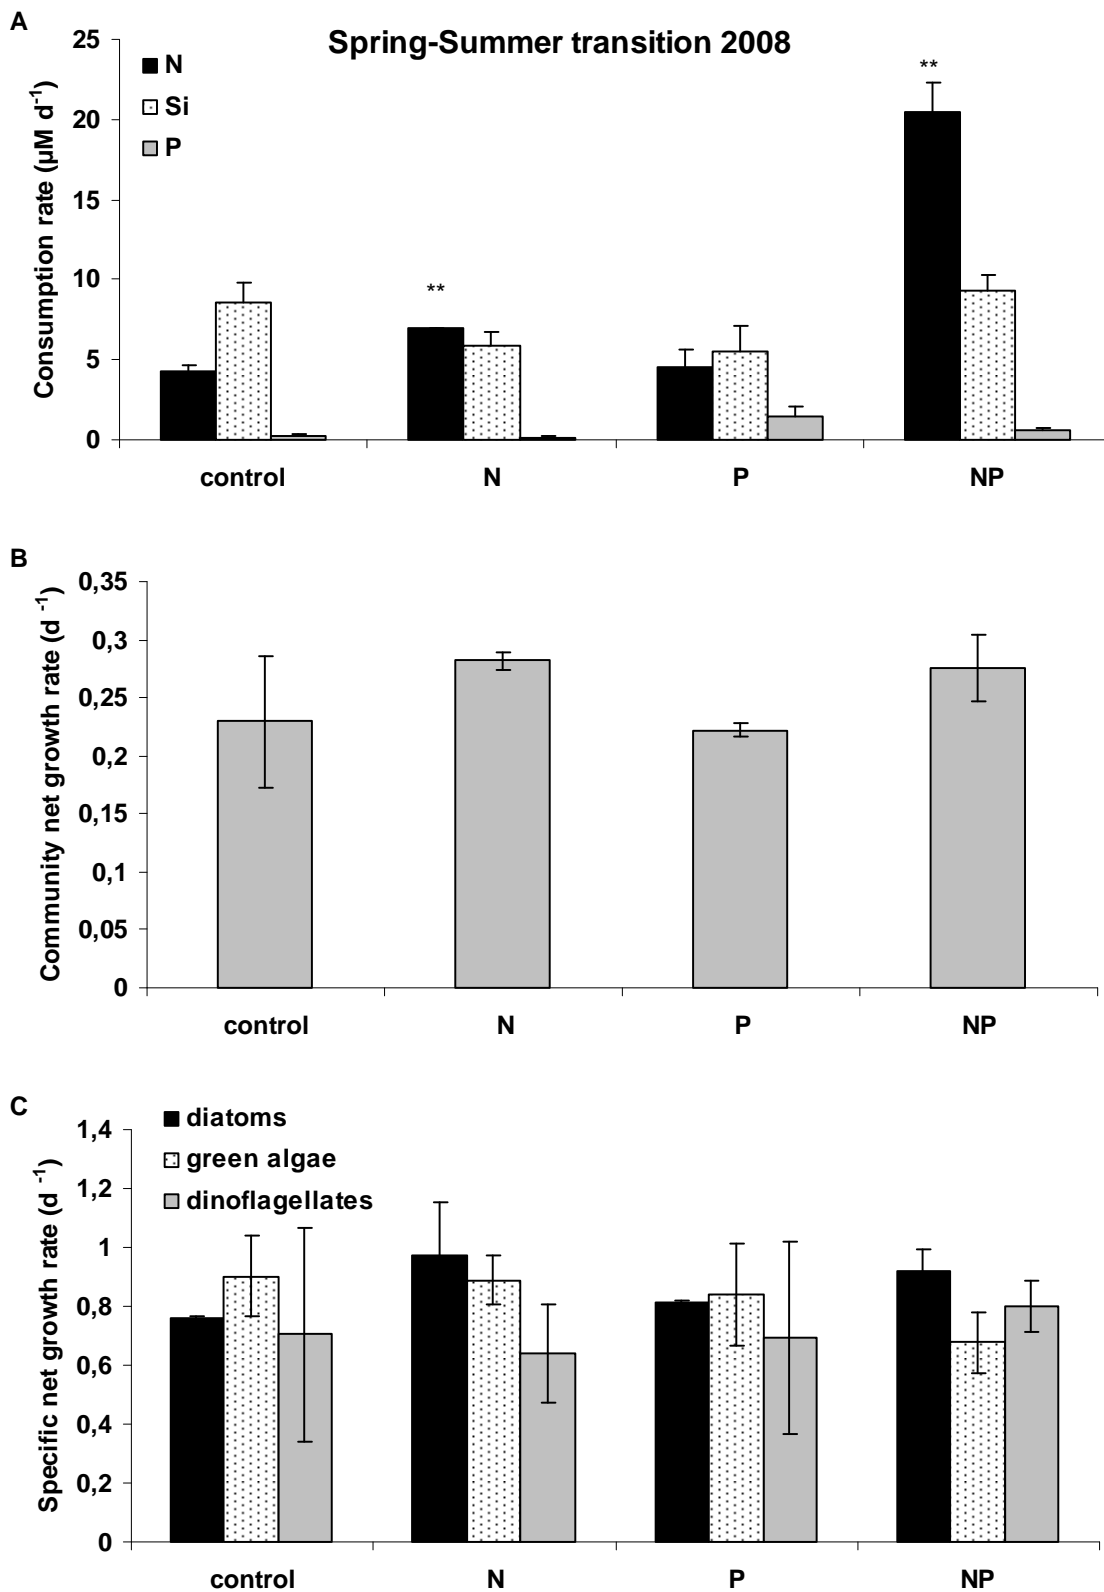 A
Spring-Summer transition 2008
Consumption rate (µM d⁻¹)
25
20
15
10
5
0
N
Si
P
**
**
control N P NP
B
Community net growth rate (d ⁻¹)
0,35
0,3
0,25
0,2
0,15
0,1
0,05
0
control N P NP
C
Specific net growth rate (d ⁻¹)
1,4
1,2
1
0,8
0,6
0,4
0,2
0
diatoms
green algae
dinoflagellates
control N P NP